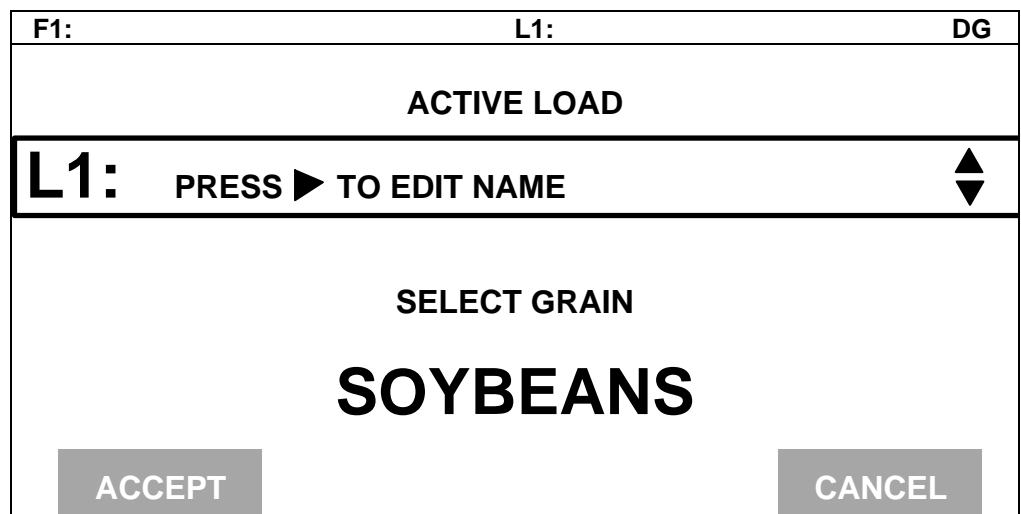 F1: L1: DG
ACTIVE LOAD
L1: PRESS ▶ TO EDIT NAME
SELECT GRAIN
SOYBEANS
ACCEPT CANCEL